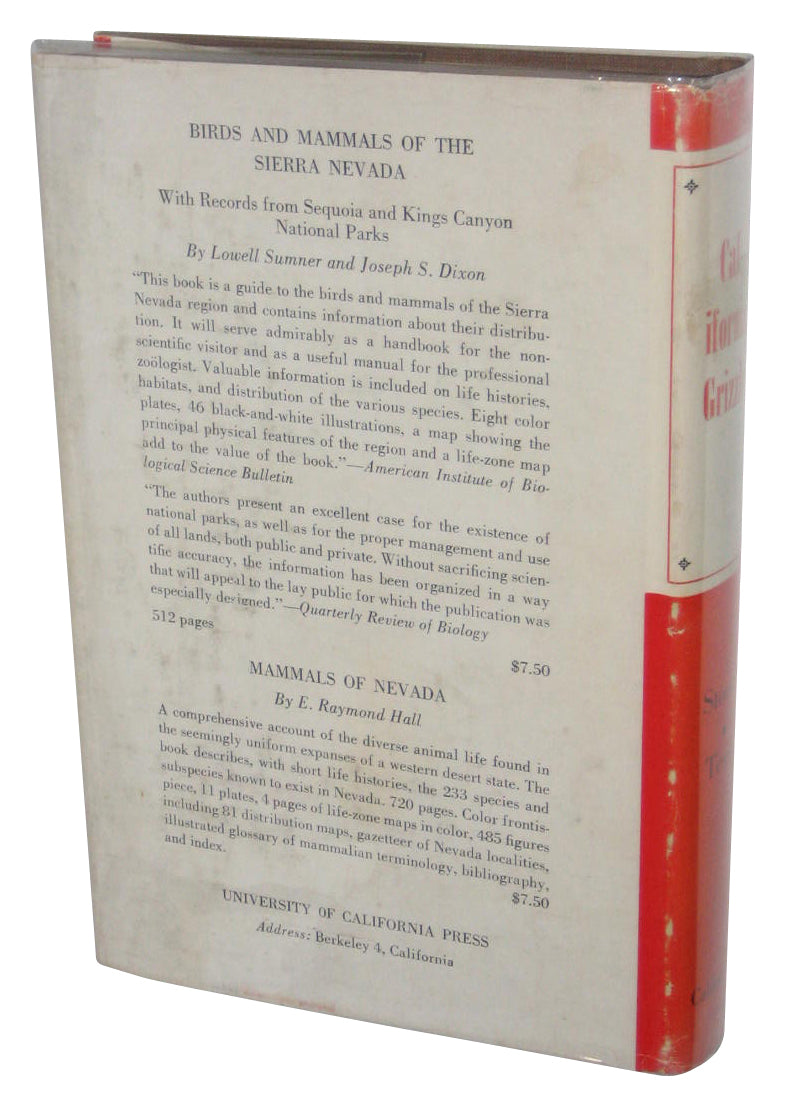 BIRDS AND MAMMALS OF THE
SIERRA NEVADA
With Records from Sequoia and Kings Canyon
National Parks
By Lowell Sumner and Joseph S. Dixon
“This book is a guide to the birds and mammals of the Sierra
Nevada region and contains information about their distribu-
tion. It will serve admirably as a handbook for the non-
scientific visitor and as a useful manual for the professional
zoölogist. Valuable information is included on life histories,
habitats, and distribution of the various species. Eight color
plates, 46 black-and-white illustrations, a map showing the
principal physical features of the region and a life-zone map
add to the value of the book.”—American Institute of Bio-
logical Science Bulletin
“The authors present an excellent case for the existence of
national parks, as well as for the proper management and use
of all lands, both public and private. Without sacrificing scien-
tific accuracy, the information has been organized in a way
that will appeal to the lay public for which the publication was
especially designed.”—Quarterly Review of Biology
512 pages
$7.50
MAMMALS OF NEVADA
By E. Raymond Hall
A comprehensive account of the diverse animal life found in
the seemingly uniform expanses of a western desert state. The
book describes, with short life histories, the 233 species and
subspecies known to exist in Nevada. 720 pages. Color frontis-
piece, 11 plates, 4 pages of life-zone maps in color, 485 figures
including 81 distribution maps, gazetteer of Nevada localities,
illustrated glossary of mammalian terminology, bibliography,
and index.
$7.50
UNIVERSITY OF CALIFORNIA PRESS
Address: Berkeley 4, California
Cal
iforn
Grizz